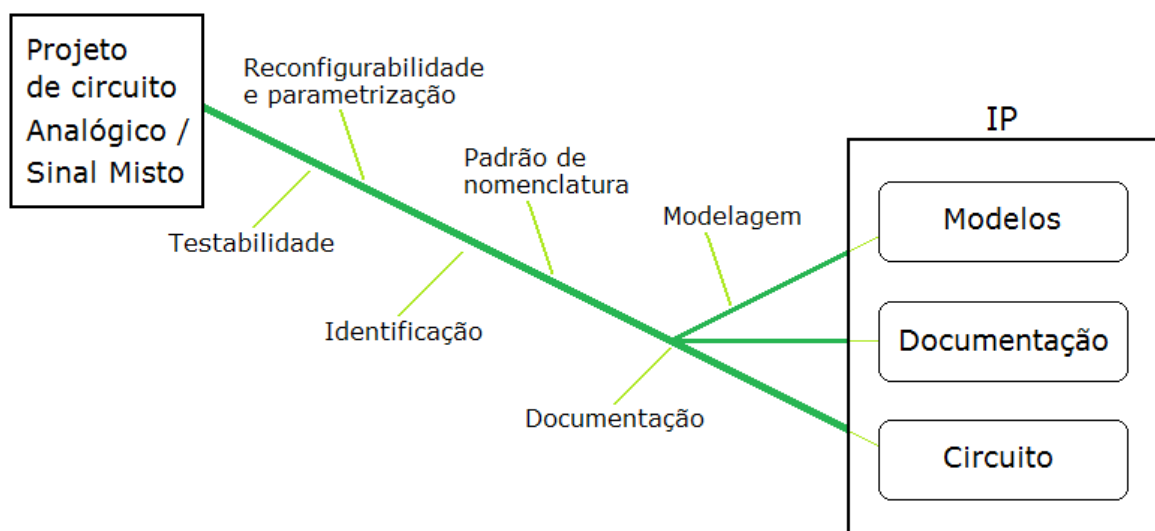 Projeto
de circuito
Analógico /
Sinal Misto
Reconfigurabilidade
e parametrização
Testabilidade
Padrão de
nomenclatura
Identificação
Modelagem
Documentação
IP
Modelos
Documentação
Circuito